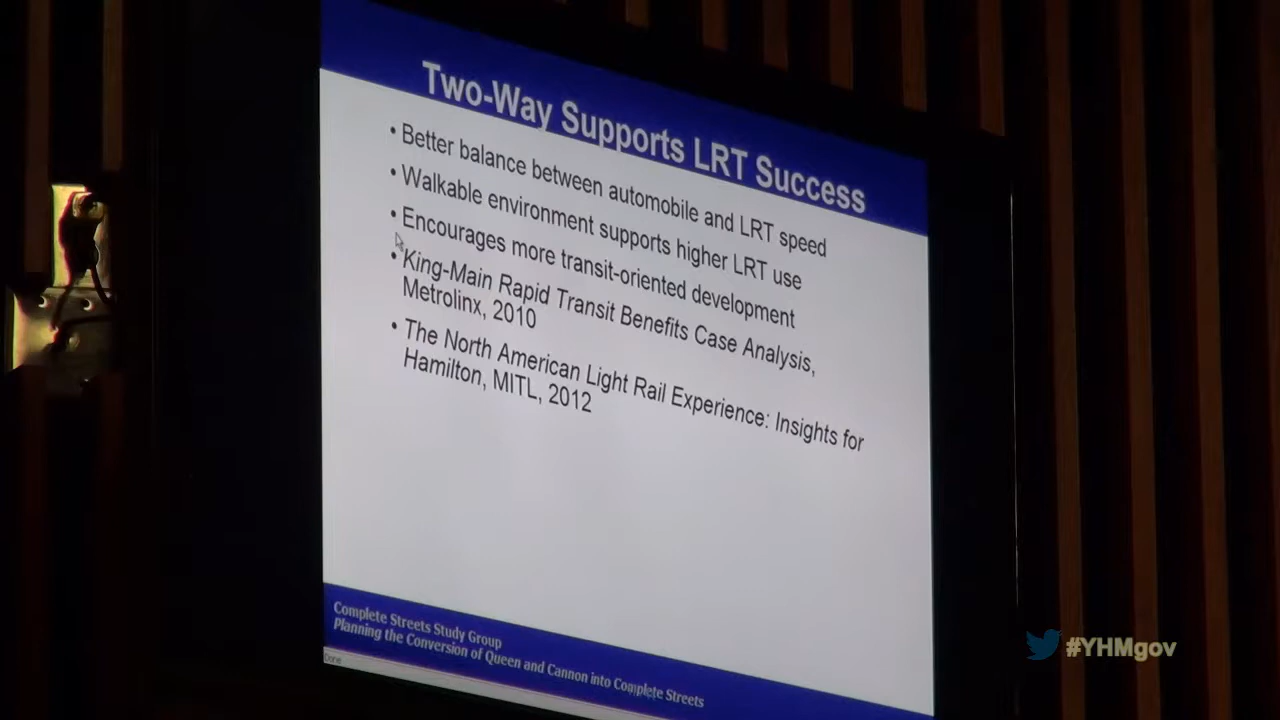 Two-Way Supports LRT Success
• Better balance between automobile and LRT speed
• Walkable environment supports higher LRT use
• Encourages more transit-oriented development
• King-Main Rapid Transit Benefits Case Analysis,
Metrolinx, 2010
• The North American Light Rail Experience: Insights for
Hamilton, MITL, 2012
Complete Streets Study Group
Planning the Conversion of Queen and Cannon into Complete Streets
Done
#YHMgov